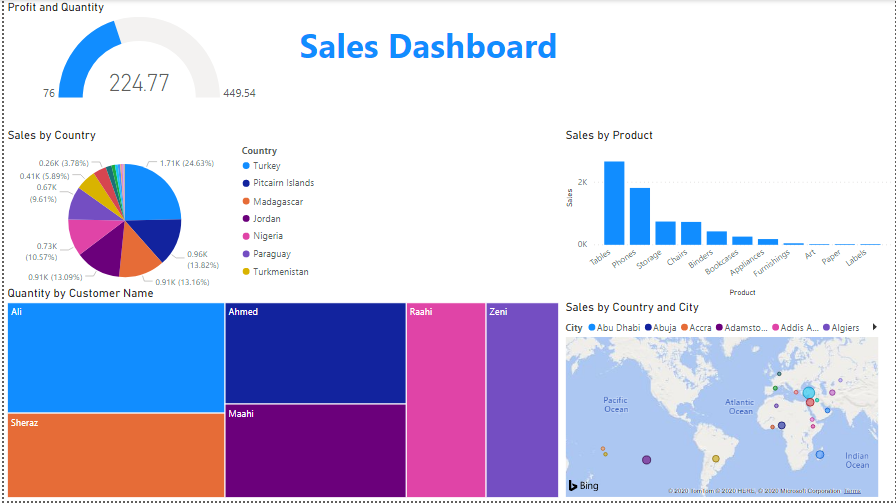 Profit and Quantity
Sales Dashboard
224.77
76
449.54
Sales by Country
0.26K (3.78%)
0.41K (5.89%)
0.67K
(9.61%)
0.73K
(10.57%)
0.91K (13.09%)
0.91K (13.16%)
0.96K
(13.82%)
1.71K (24.63%)
Country
Turkey
Pitcairn Islands
Madagascar
Jordan
Nigeria
Paraguay
Turkmenistan
Sales by Product
Sales
2K
0K
Tables
Phones
Storage
Chairs
Binders
Bookcases
Appliances
Furnishings
Art
Paper
Labels
Product
Quantity by Customer Name
Ali
Sheraz
Ahmed
Maahi
Raahi
Zeni
Sales by Country and City
City Abu Dhabi Abuja Accra Adamsto... Addis A... Algiers
Pacific
Ocean
Atlantic
Ocean
Indian
Ocean
Bing
© 2020 TomTom © 2020 HERE, © 2020 Microsoft Corporation Terms